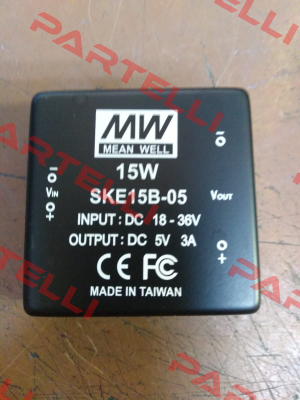 PARTELLI
MW
MEAN WELL
15W
VIN
SKE15B-05
VOUT
INPUT : DC 18 - 36V
OUTPUT : DC 5V 3A
CE FC
MADE IN TAIWAN
PARTELLI